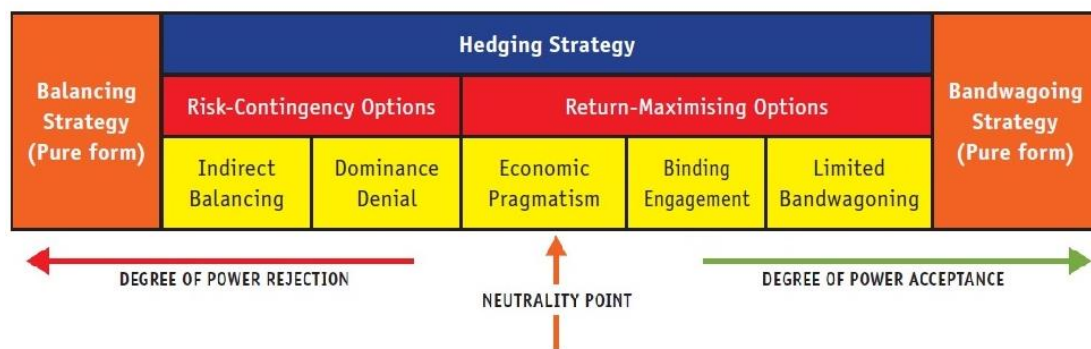 Balancing
Strategy
(Pure form)
Hedging Strategy
Risk-Contingency Options
Return-Maximising Options
Indirect
Balancing
Dominance
Denial
Economic
Pragmatism
Binding
Engagement
Limited
Bandwagoning
Bandwagoing
Strategy
(Pure form)
DEGREE OF POWER REJECTION
NEUTRALITY POINT
DEGREE OF POWER ACCEPTANCE